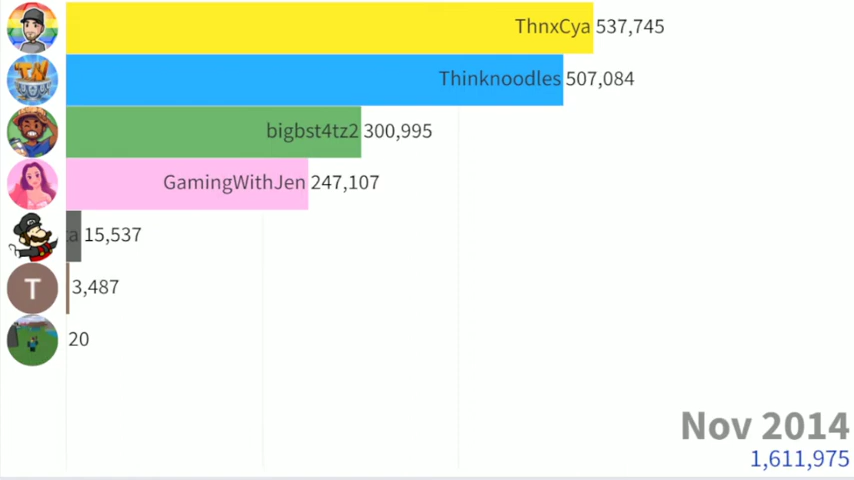 ThnxCya 537,745
Thinknoodles 507,084
bigbst4tz2 300,995
GamingWithJen 247,107
15,537
T 3,487
20
Nov 2014
1,611,975